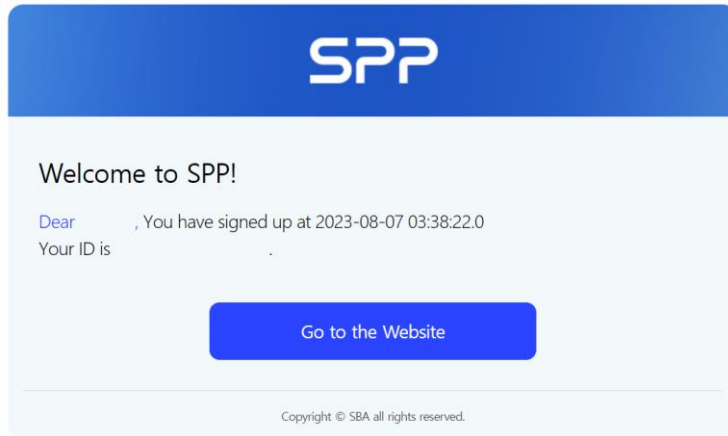 SPP
Welcome to SPP!
Dear , You have signed up at 2023-08-07 03:38:22.0
Your ID is .
Go to the Website
Copyright © SBA all rights reserved.